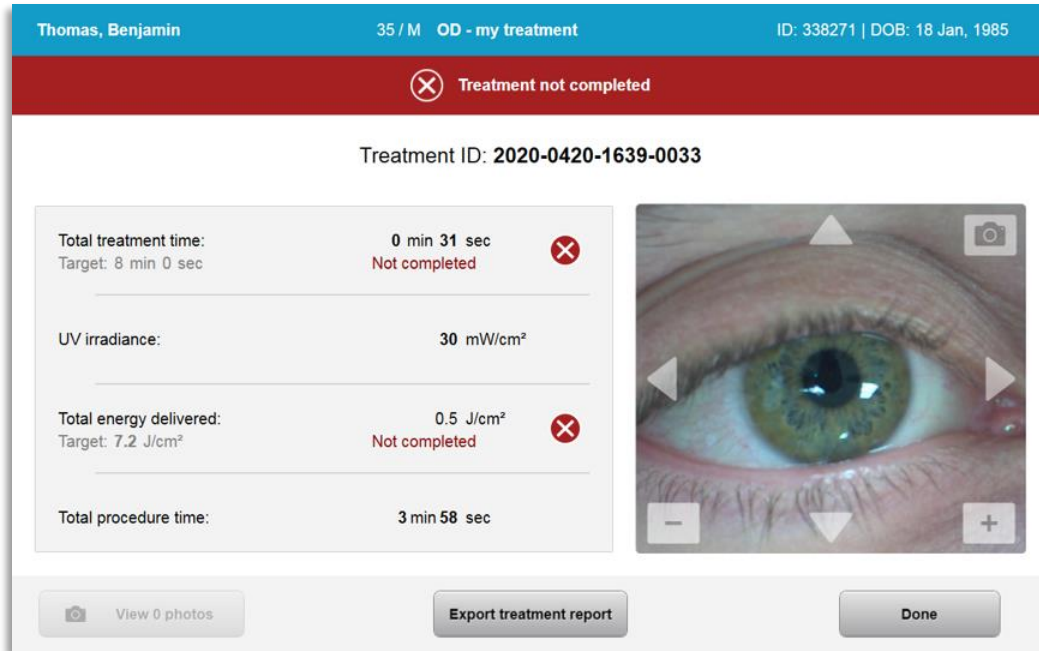 Thomas, Benjamin 35 / M OD - my treatment ID: 338271 | DOB: 18 Jan, 1985
Treatment not completed
Treatment ID: 2020-0420-1639-0033
Total treatment time: 0 min 31 sec
Target: 8 min 0 sec Not completed
UV irradiance: 30 mW/cm²
Total energy delivered: 0.5 J/cm²
Target: 7.2 J/cm² Not completed
Total procedure time: 3 min 58 sec
View 0 photos Export treatment report Done